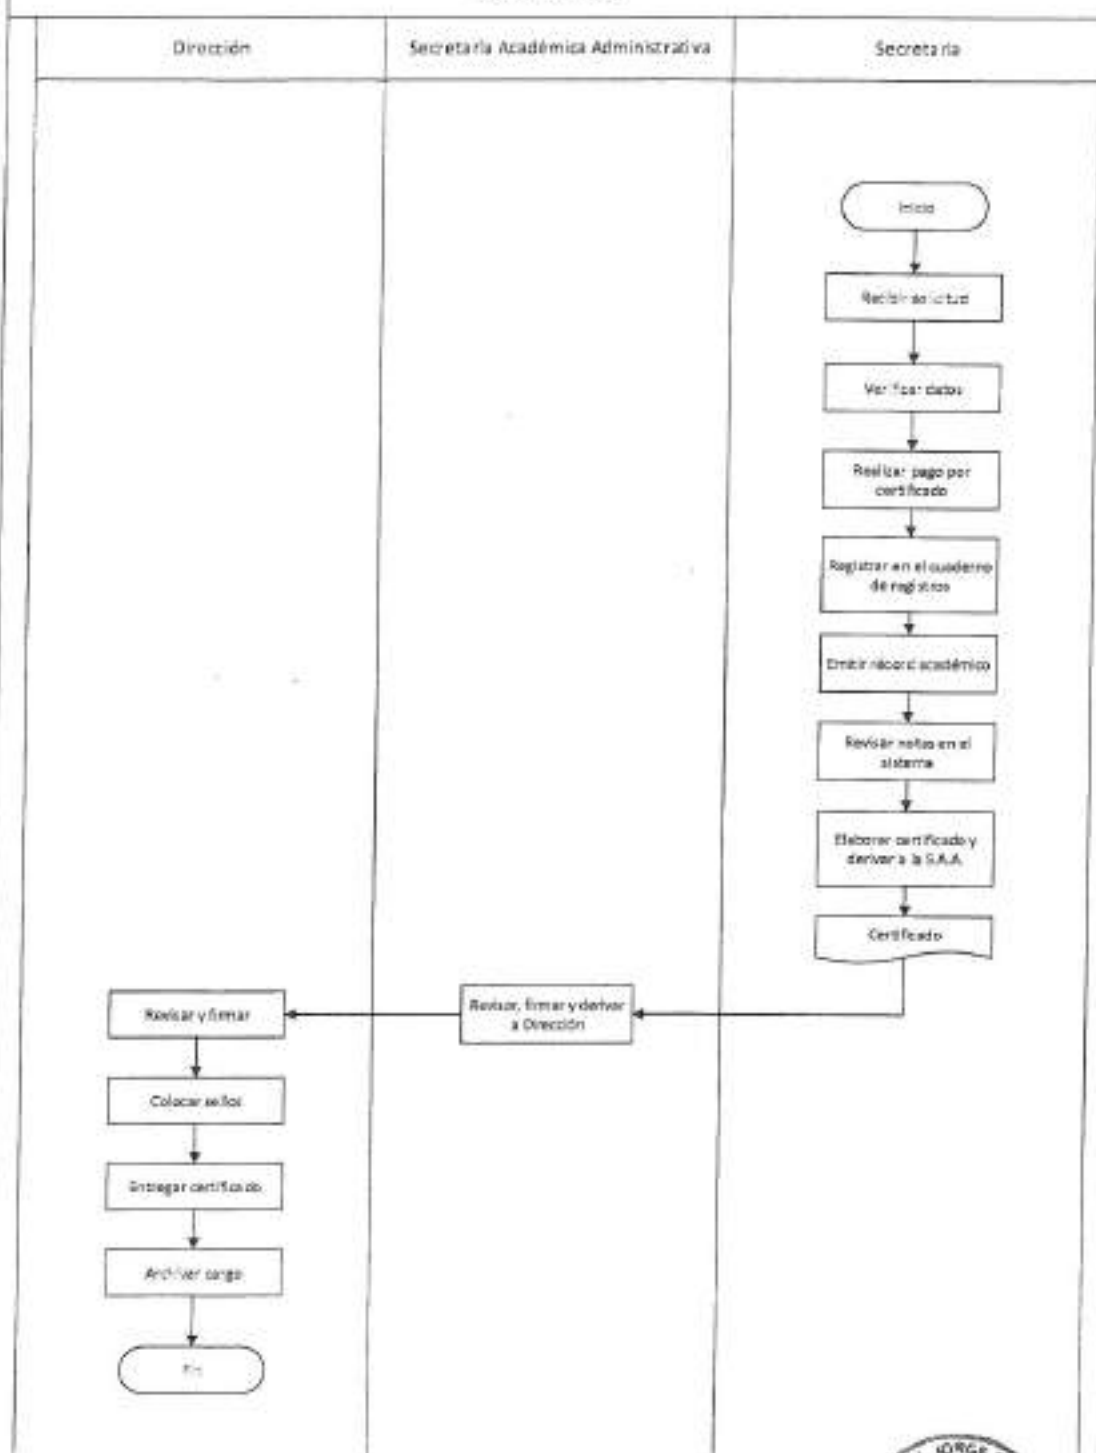 Dirección
Secretaría Académica Administrativa
Secretaría
Inicio
Recibir solicitud
Verificar datos
Realizar pago por
certificado
Registrar en el cuaderno
de registros
Emitir récord académico
Revisar notas en el
sistema
Elaborar certificado y
derivar a la S.A.A
Certificado
Revisar, firmar y derivar
a Dirección
Revisar y firmar
Colocar sellos
Entregar certificado
Archivar cargo
Fin
JORGE